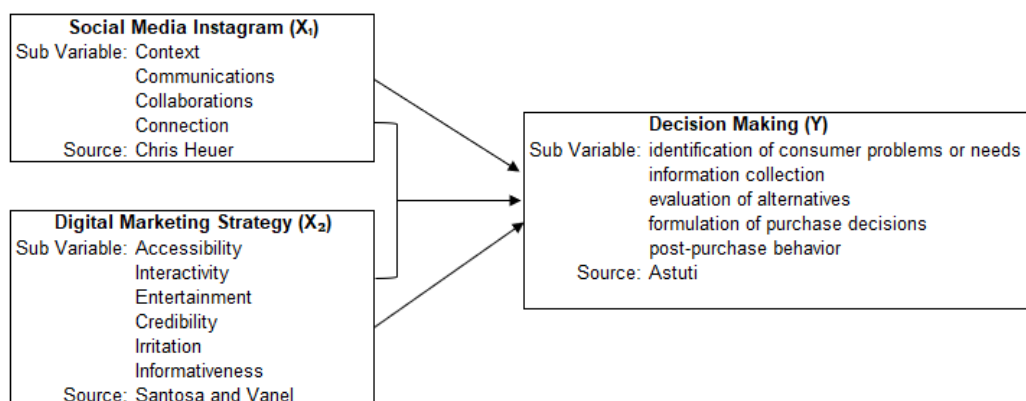 Social Media Instagram (X₁)
Sub Variable: Context
Communications
Collaborations
Connection
Source: Chris Heuer
Digital Marketing Strategy (X₂)
Sub Variable: Accessibility
Interactivity
Entertainment
Credibility
Irritation
Informativeness
Source: Santosa and Vanel
Decision Making (Y)
Sub Variable: identification of consumer problems or needs
information collection
evaluation of alternatives
formulation of purchase decisions
post-purchase behavior
Source: Astuti